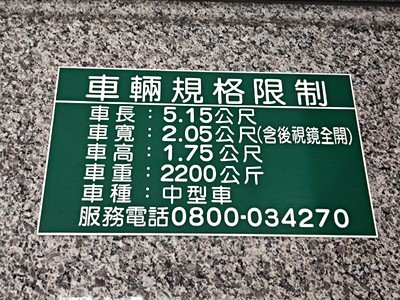 車輛規格限制
車長：5.15公尺
車寬：2.05公尺(含後視鏡全開)
車高：1.75公尺
車重：2200公斤
車種：中型車
服務電話0800-034270